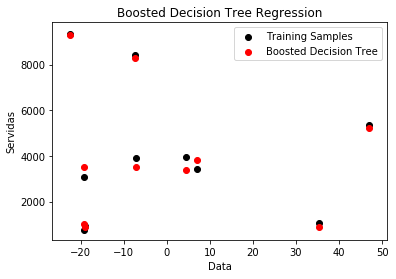 Boosted Decision Tree Regression
Training Samples
Boosted Decision Tree
8000
6000
4000
2000
Servidas
−20
−10
0
10
20
30
40
50
Data